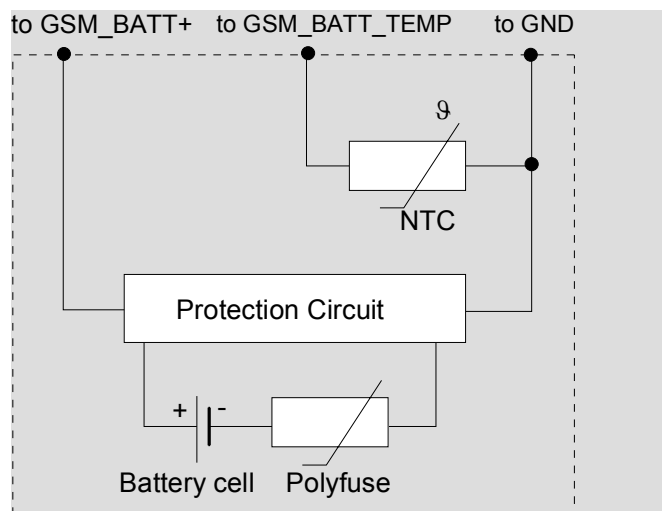 to GSM_BATT+ to GSM_BATT_TEMP to GND
ϑ
NTC
Protection Circuit
+ -
Battery cell Polyfuse